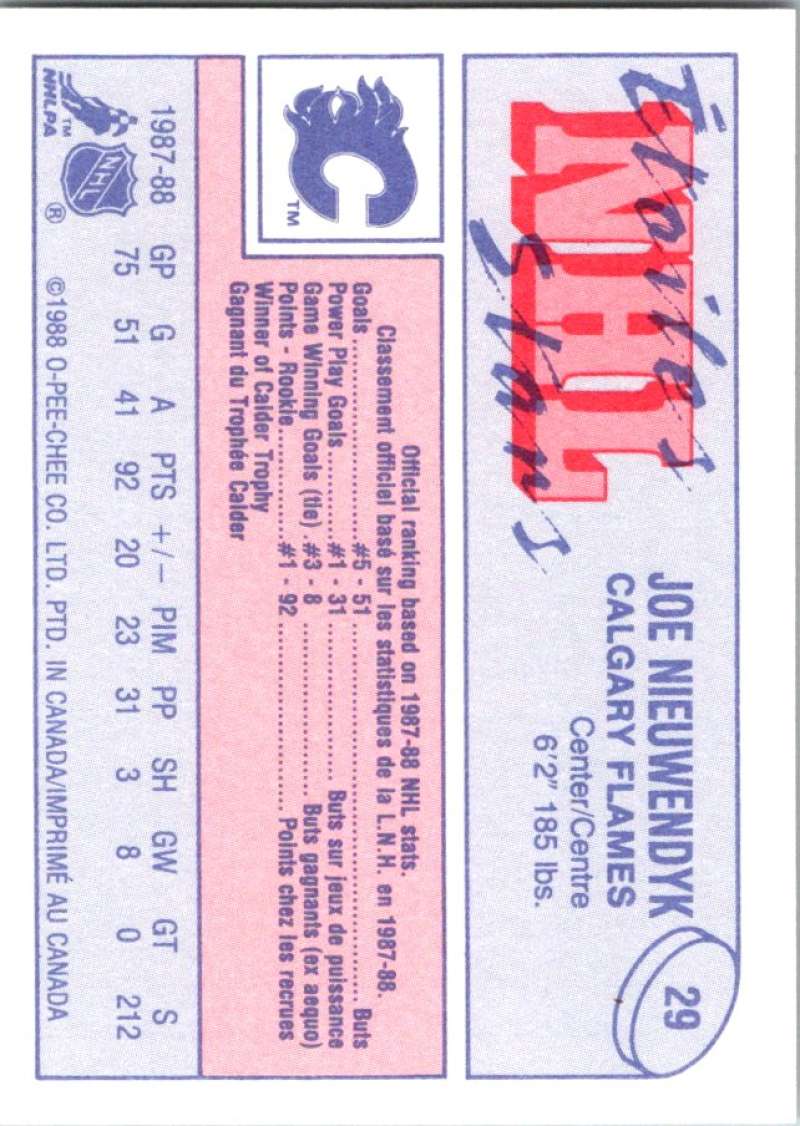 Étoiles
NHL
Stars
JOE NIEUWENDYK
CALGARY FLAMES
Center/Centre
6'2" 185 lbs.
29
C
TM
Official ranking based on 1987-88 NHL stats.
Classement officiel basé sur les statistiques de la L.N.H. en 1987-88.
Goals ........................ #5 - 51 ........................ Buts
Power Play Goals ............ #1 - 31 ............ Buts sur jeux de puissance
Game Winning Goals (tie) . #3 - 8 ............ Buts gagnants (ex aequo)
Points - Rookie ............ #1 - 92 ............ Points chez les recrues
Winner of Calder Trophy
Gagnant du Trophée Calder
1987-88 GP G A PTS +/− PIM PP SH GW GT S
75 51 41 92 20 23 31 3 8 0 212
TM
NHLPA
NHL
®
©1988 O-PEE-CHEE CO. LTD. PTD. IN CANADA/IMPRIMÉ AU CANADA